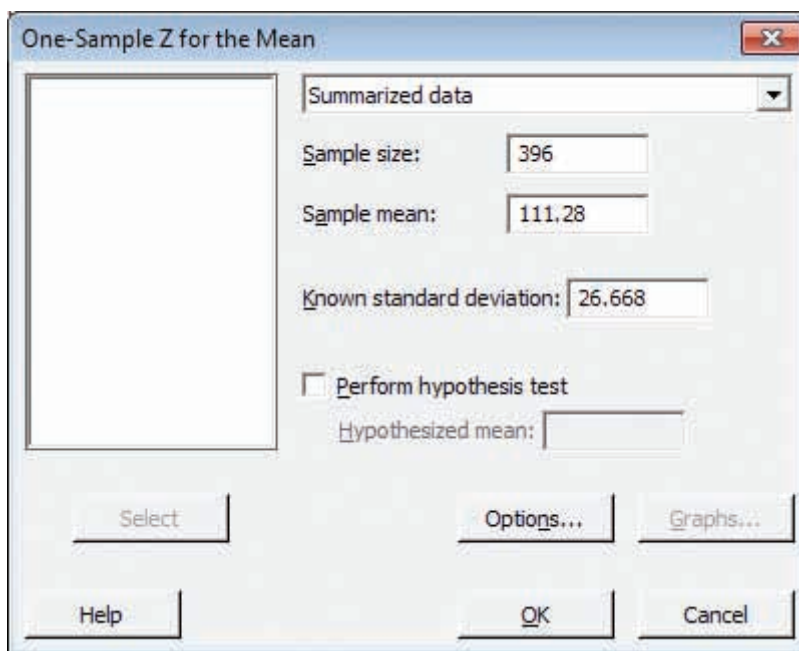 One-Sample Z for the Mean
Summarized data
Sample size: 396
Sample mean: 111.28
Known standard deviation: 26.668
Perform hypothesis test
Hypothesized mean:
Select
Options...
Graphs...
Help
OK
Cancel